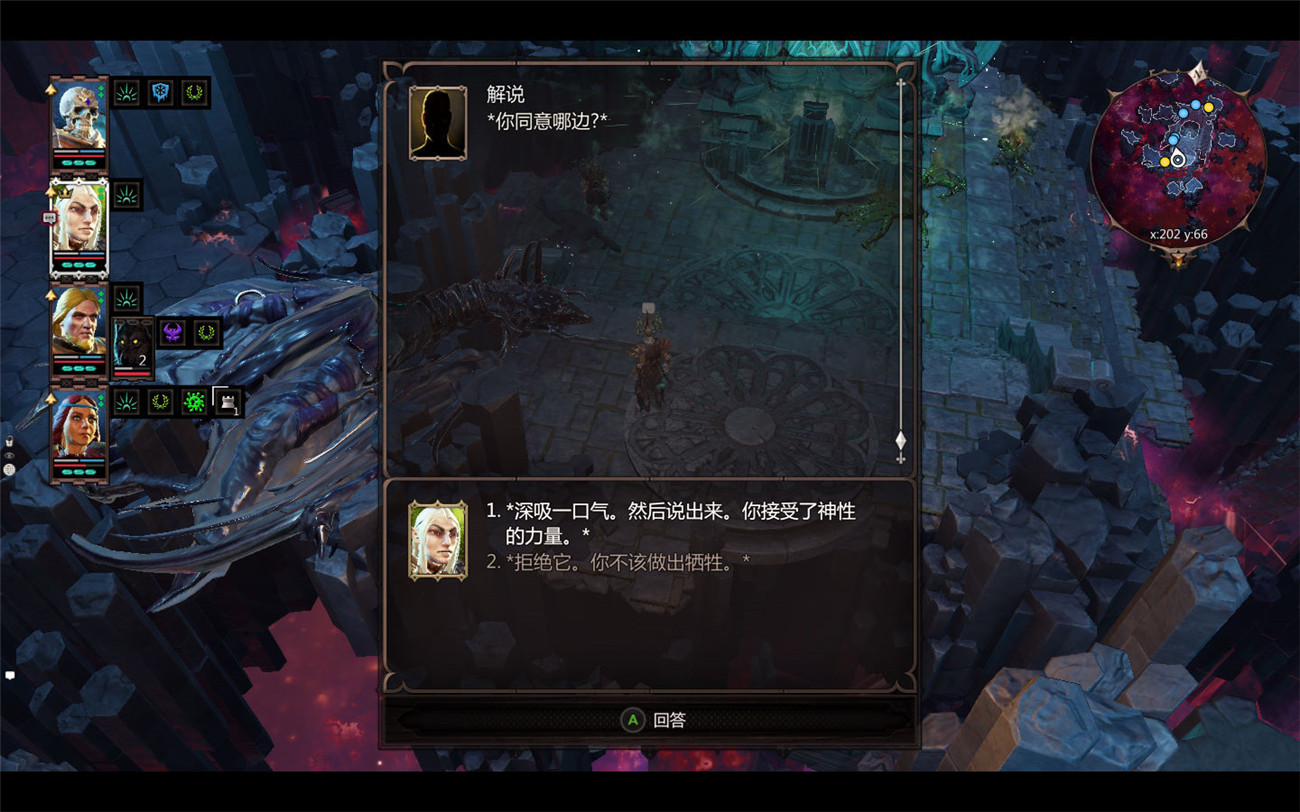 解说
*你同意哪边?*
x:202 y:66
2
1
1. *深吸一口气。然后说出来。你接受了神性
的力量。*
2. *拒绝它。你不该做出牺牲。*
A 回答